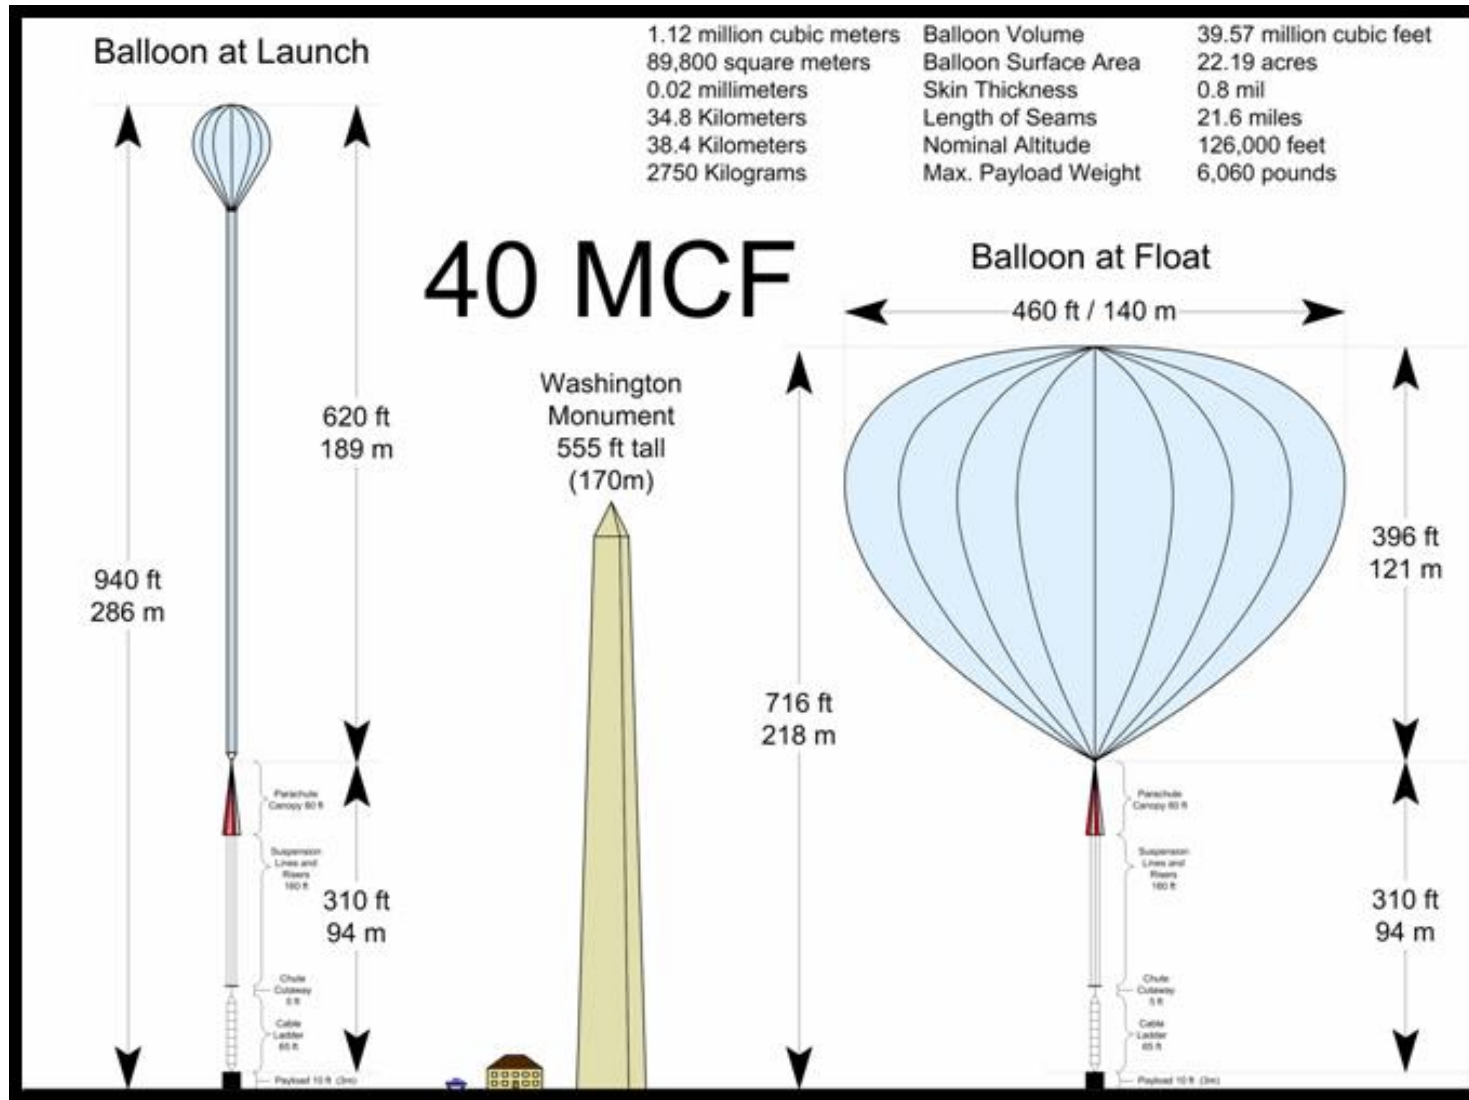 Balloon at Launch
1.12 million cubic meters Balloon Volume 39.57 million cubic feet
89,800 square meters Balloon Surface Area 22.19 acres
0.02 millimeters Skin Thickness 0.8 mil
34.8 Kilometers Length of Seams 21.6 miles
38.4 Kilometers Nominal Altitude 126,000 feet
2750 Kilograms Max. Payload Weight 6,060 pounds
40 MCF
Balloon at Float
460 ft / 140 m
Washington
Monument
555 ft tall
(170m)
620 ft
189 m
940 ft
286 m
396 ft
121 m
716 ft
218 m
Parachute
Canopy 80 ft
Suspension
Lines and
Risers
160 ft
310 ft
94 m
Chute
Cutaway
5 ft
Cable
Ladder
65 ft
Payload 10 ft (3m)
Parachute
Canopy 80 ft
Suspension
Lines and
Risers
160 ft
310 ft
94 m
Chute
Cutaway
5 ft
Cable
Ladder
65 ft
Payload 10 ft (3m)